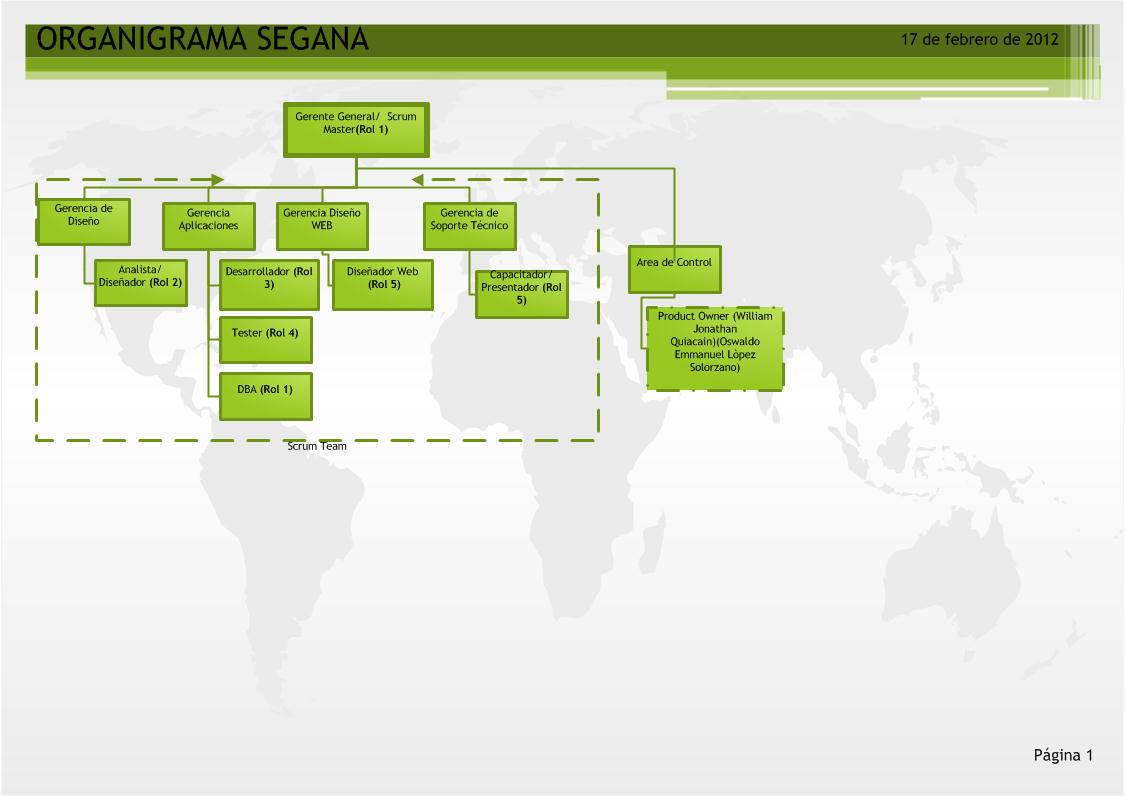 ORGANIGRAMA SEGANA
17 de febrero de 2012
Gerente General/ Scrum
Master(Rol 1)
Gerencia de
Diseño
Gerencia
Aplicaciones
Gerencia Diseño
WEB
Gerencia de
Soporte Técnico
Area de Control
Analista/
Diseñador (Rol 2)
Desarrollador (Rol
3)
Diseñador Web
(Rol 5)
Capacitador/
Presentador (Rol
5)
Product Owner (William
Jonathan
Quiacaín)(Oswaldo
Emmanuel Lòpez
Solorzano)
Tester (Rol 4)
DBA (Rol 1)
Scrum Team
Página 1